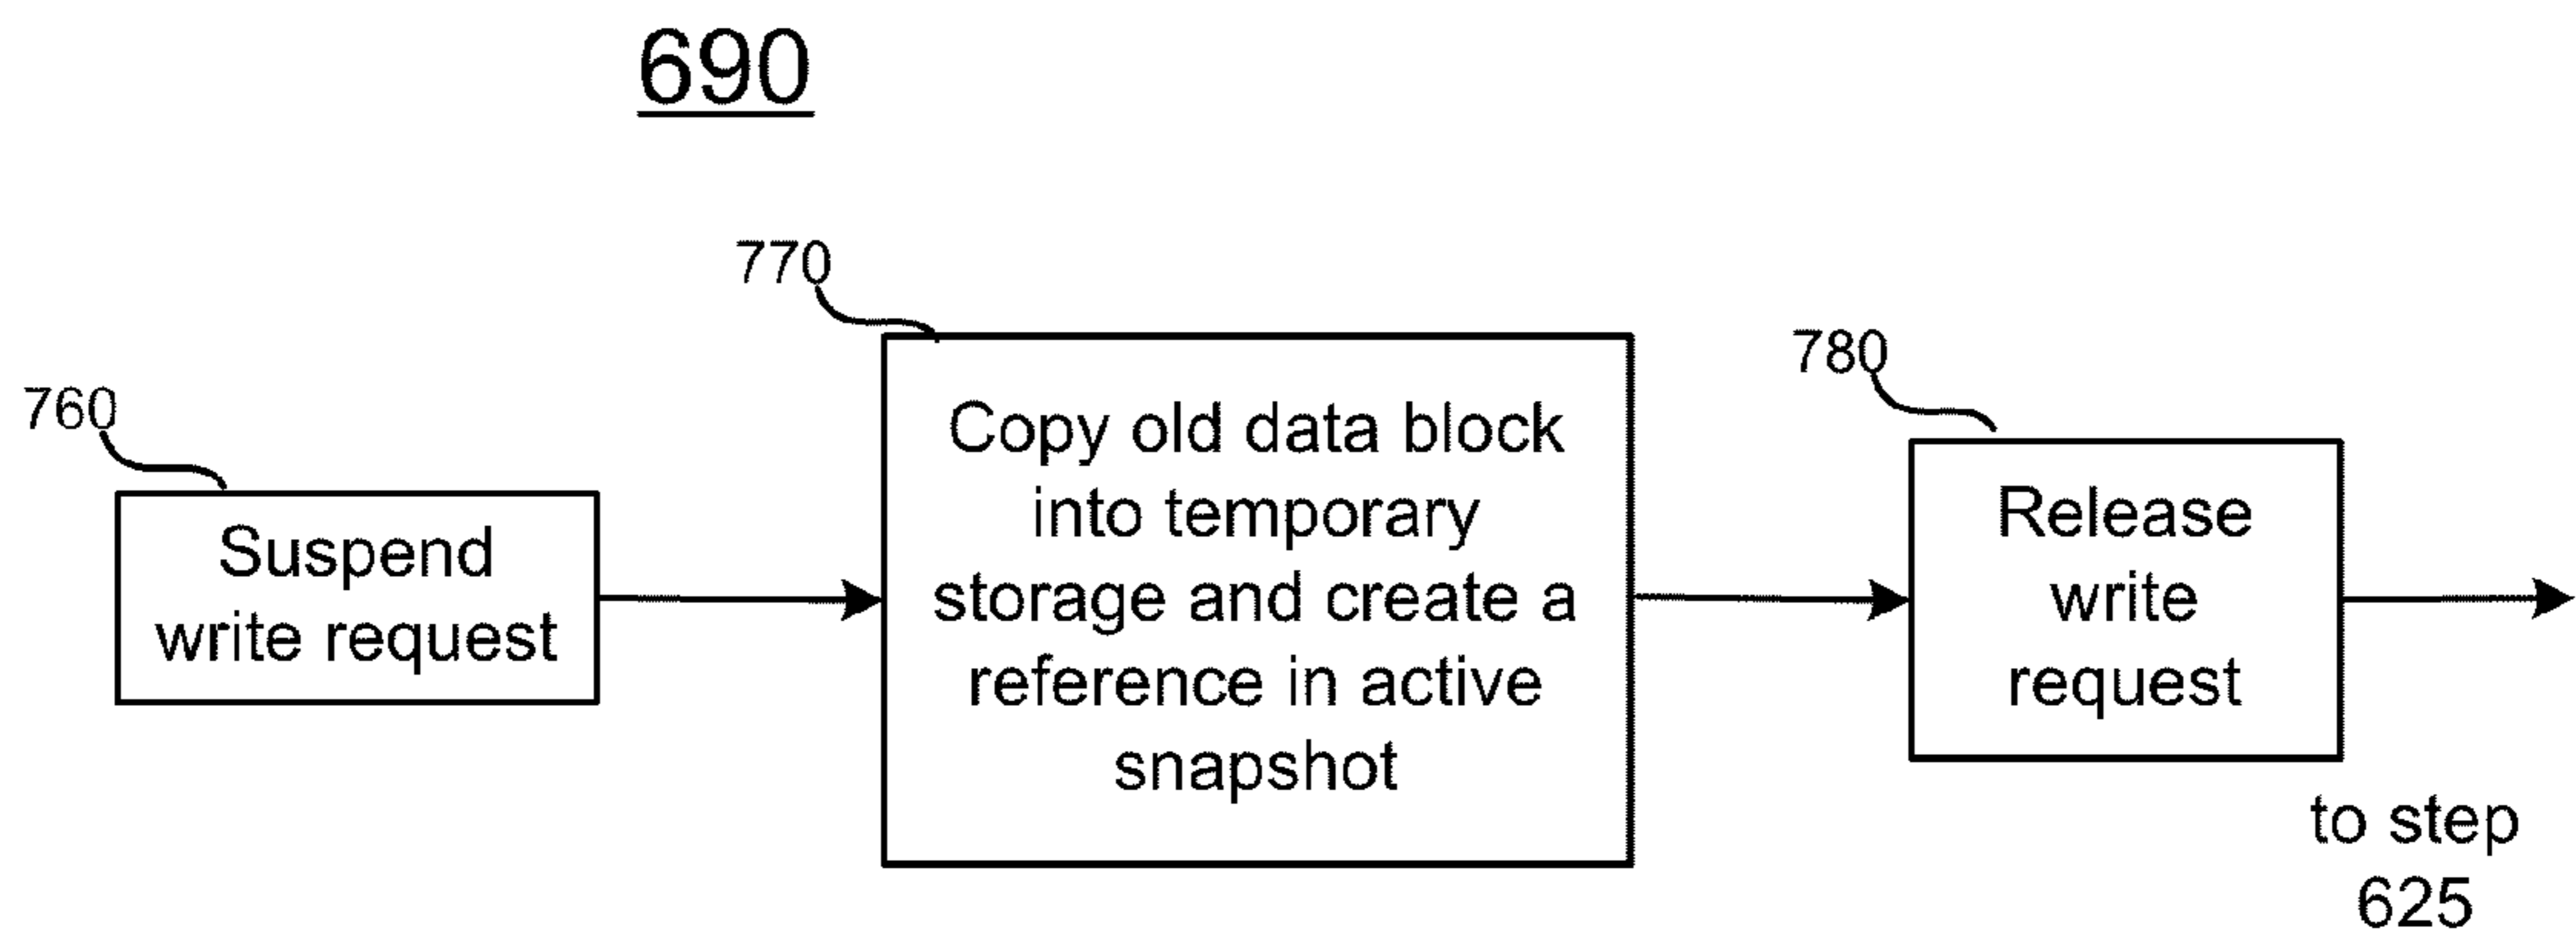 690
760
Suspend
write request
770
Copy old data block
into temporary
storage and create a
reference in active
snapshot
780
Release
write
request
to step
625